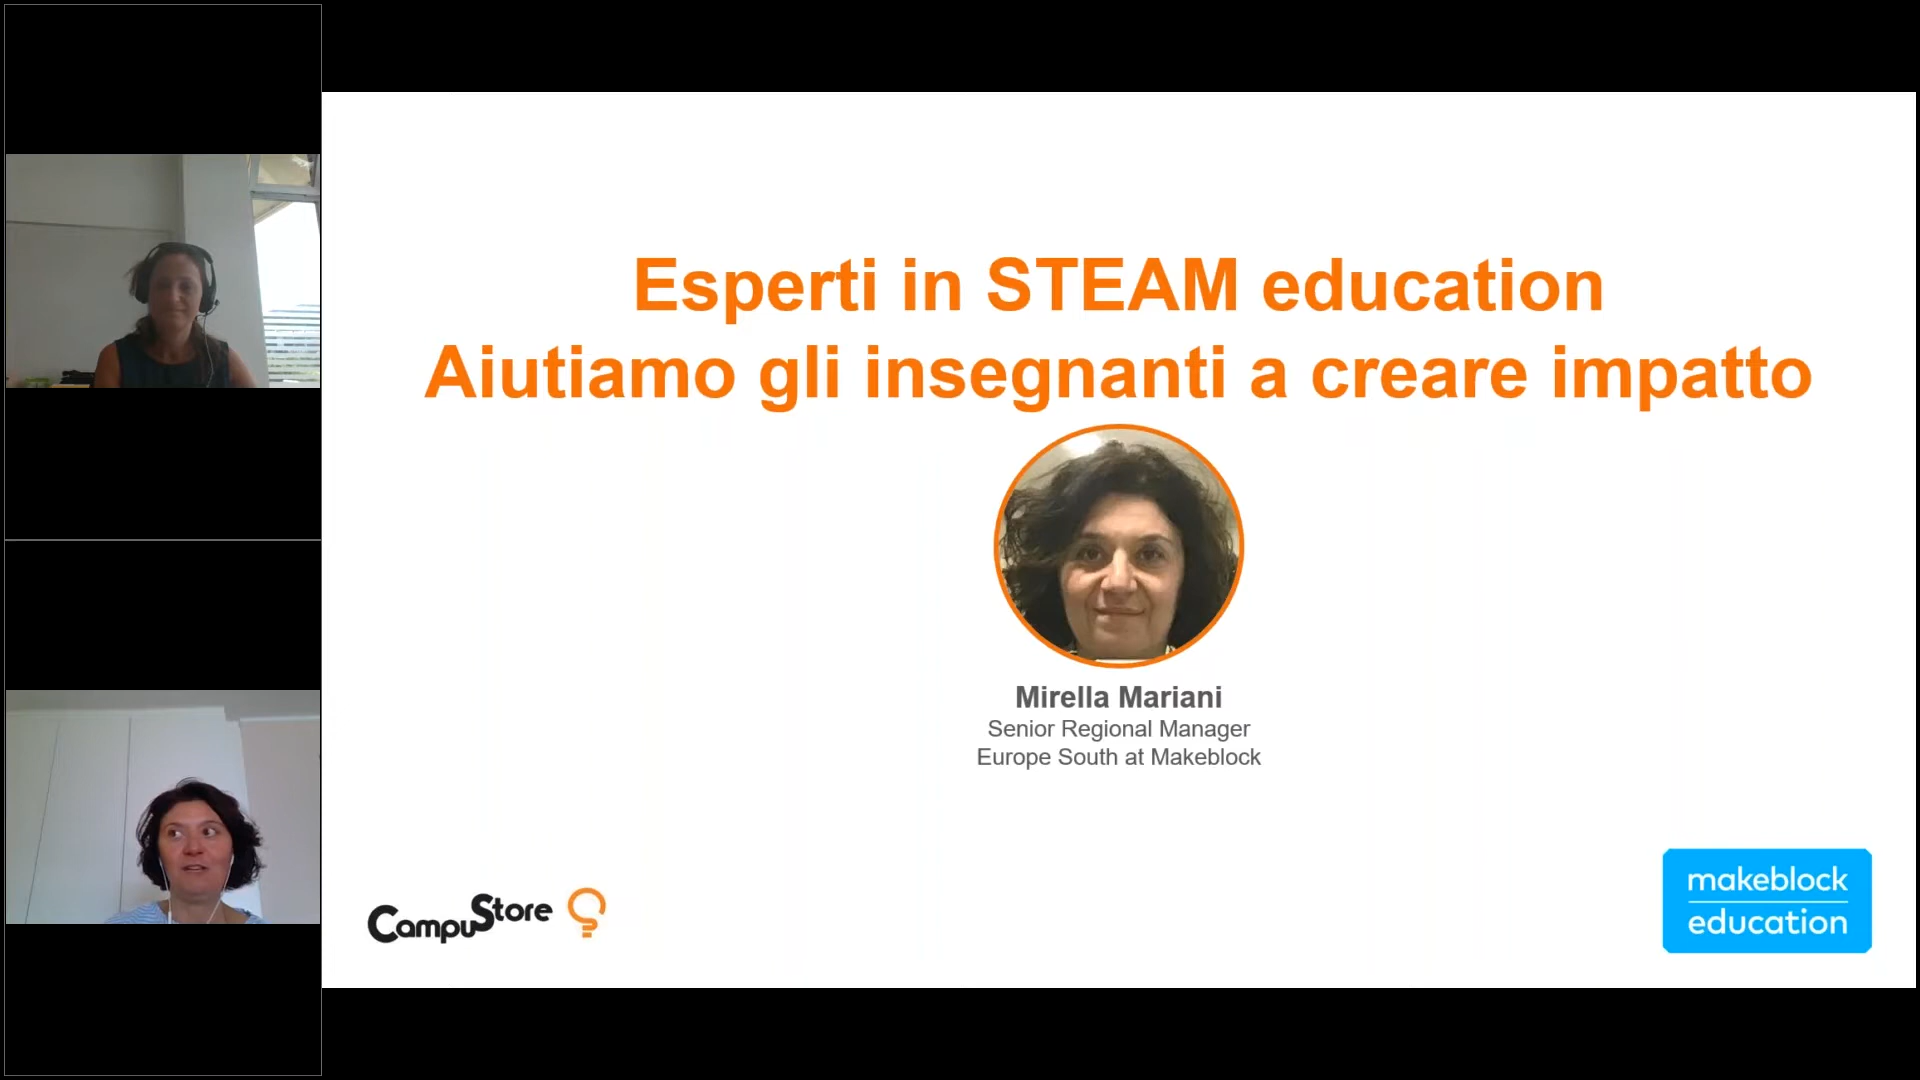 Esperti in STEAM education
Aiutiamo gli insegnanti a creare impatto
Mirella Mariani
Senior Regional Manager
Europe South at Makeblock
CampuStore
makeblock
education